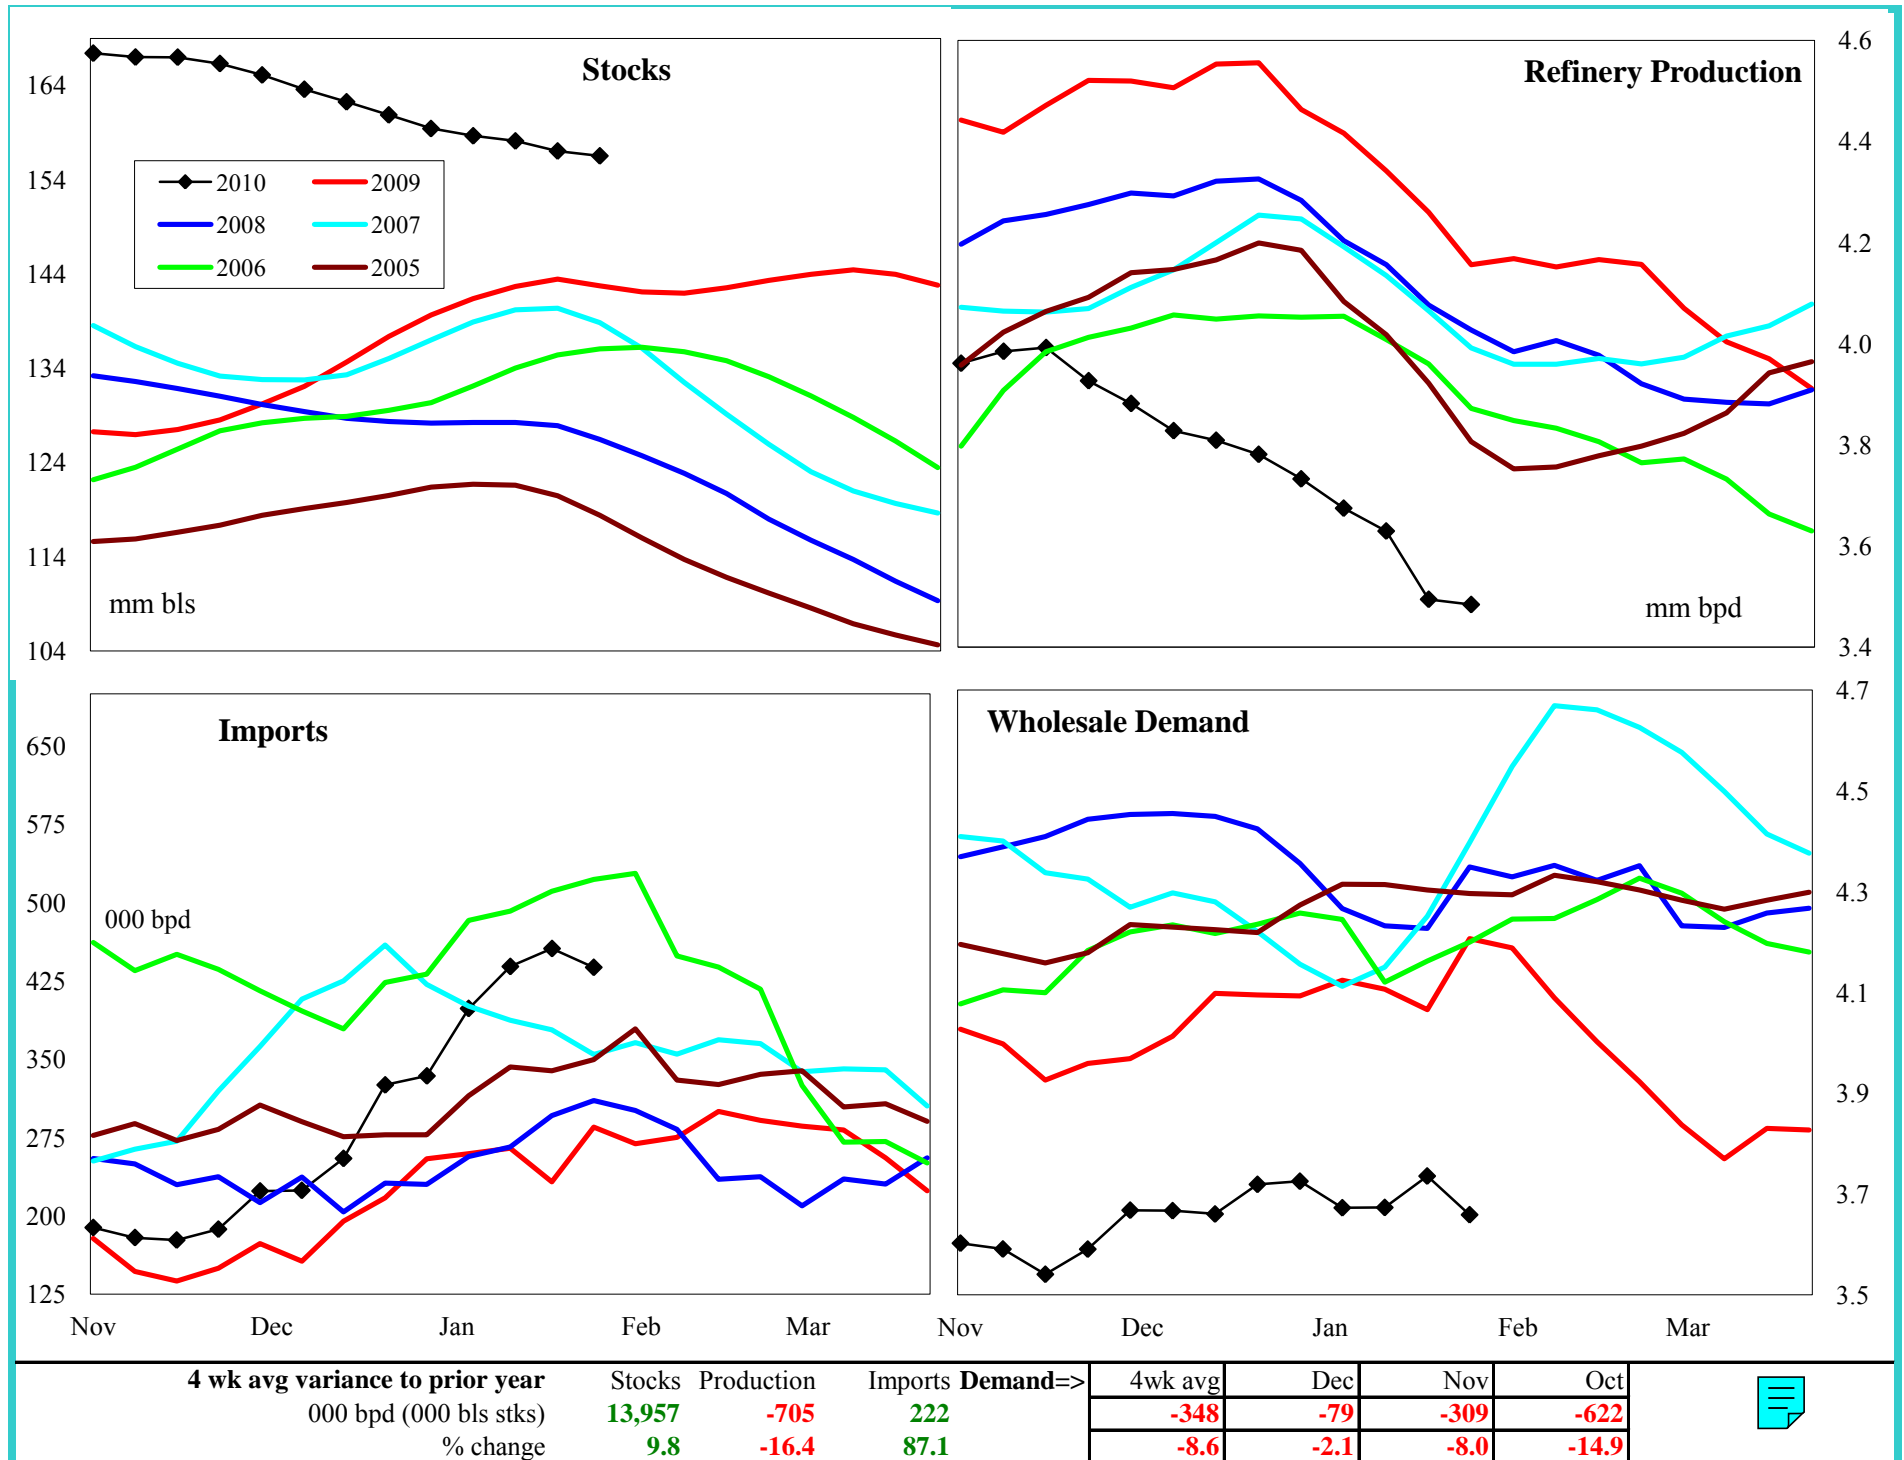 Stocks
164
154
144
134
124
114
104
2010 2009
2008 2007
2006 2005
mm bls
Refinery Production
4.6
4.4
4.2
4.0
3.8
3.6
3.4
mm bpd
Imports
650
575
500
425
350
275
200
125
000 bpd
Nov Dec Jan Feb Mar
Wholesale Demand
4.7
4.5
4.3
4.1
3.9
3.7
3.5
Nov Dec Jan Feb Mar
4 wk avg variance to prior year Stocks Production Imports Demand=> 4wk avg Dec Nov Oct
000 bpd (000 bls stks) 13,957 -705 222 -348 -79 -309 -622
% change 9.8 -16.4 87.1 -8.6 -2.1 -8.0 -14.9